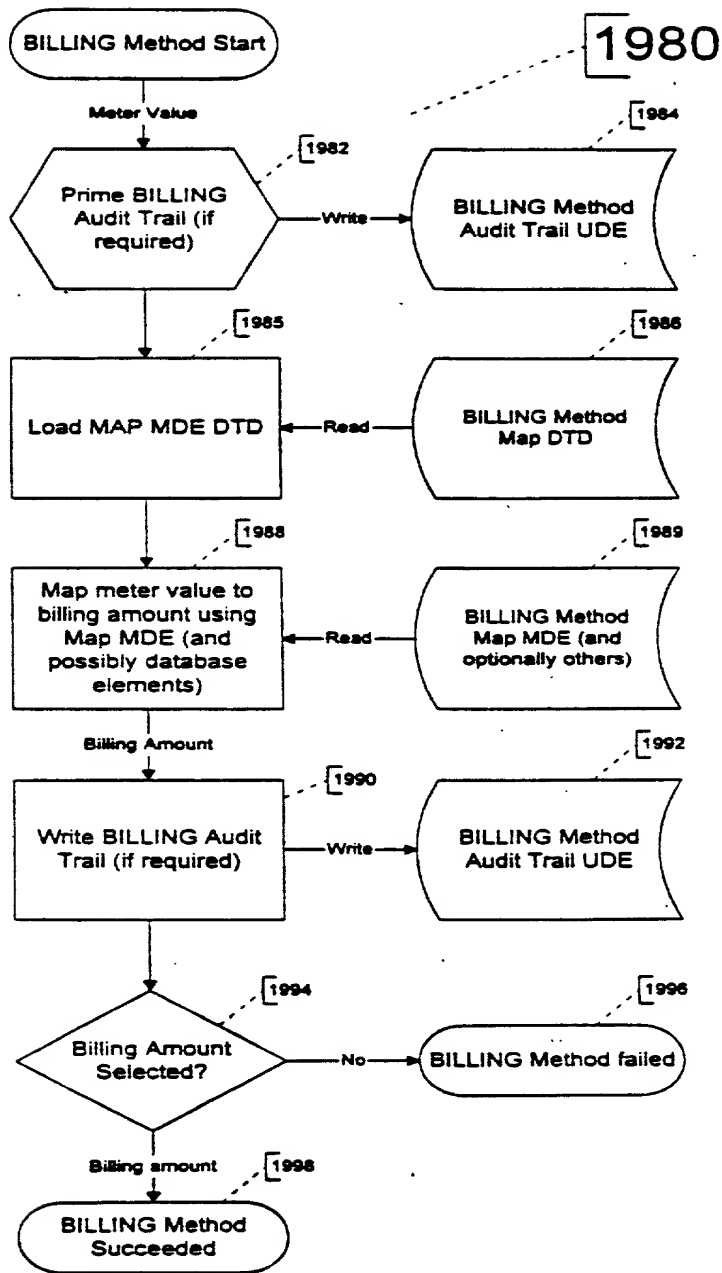 BILLING Method Start
1980
Meter Value
1982
1984
Prime BILLING
Audit Trail (if
required)
Write
BILLING Method
Audit Trail UDE
1985
1986
Load MAP MDE DTD
Read
BILLING Method
Map DTD
1988
1989
Map meter value to
billing amount using
Map MDE (and
possibly database
elements)
Read
BILLING Method
Map MDE (and
optionally others)
Billing Amount
1990
1992
Write BILLING Audit
Trail (if required)
Write
BILLING Method
Audit Trail UDE
1994
1996
Billing Amount
Selected?
No
BILLING Method failed
Billing amount
1998
BILLING Method
Succeeded